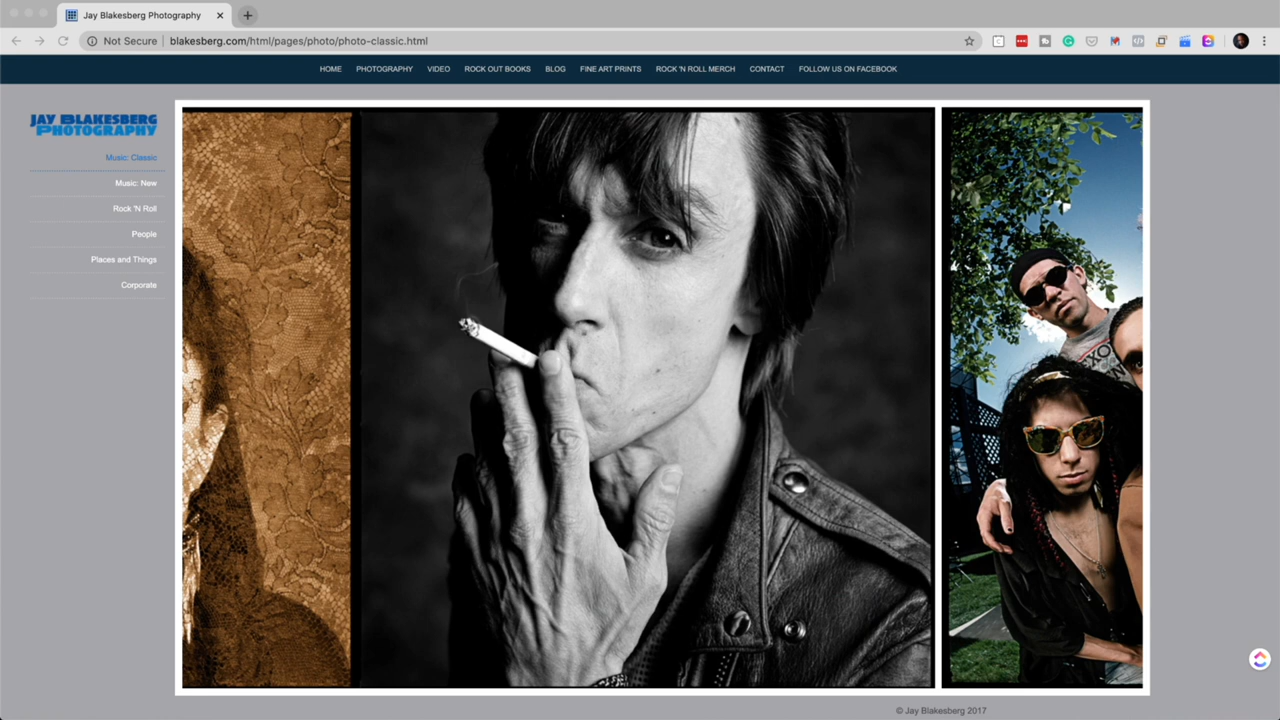 Jay Blakesberg Photography
Not Secure | blakesberg.com/html/pages/photo/photo-classic.html
HOME PHOTOGRAPHY VIDEO ROCK OUT BOOKS BLOG FINE ART PRINTS ROCK 'N ROLL MERCH CONTACT FOLLOW US ON FACEBOOK
JAY BLAKESBERG
PHOTOGRAPHY
Music: Classic
Music: New
Rock 'N Roll
People
Places and Things
Corporate
© Jay Blakesberg 2017